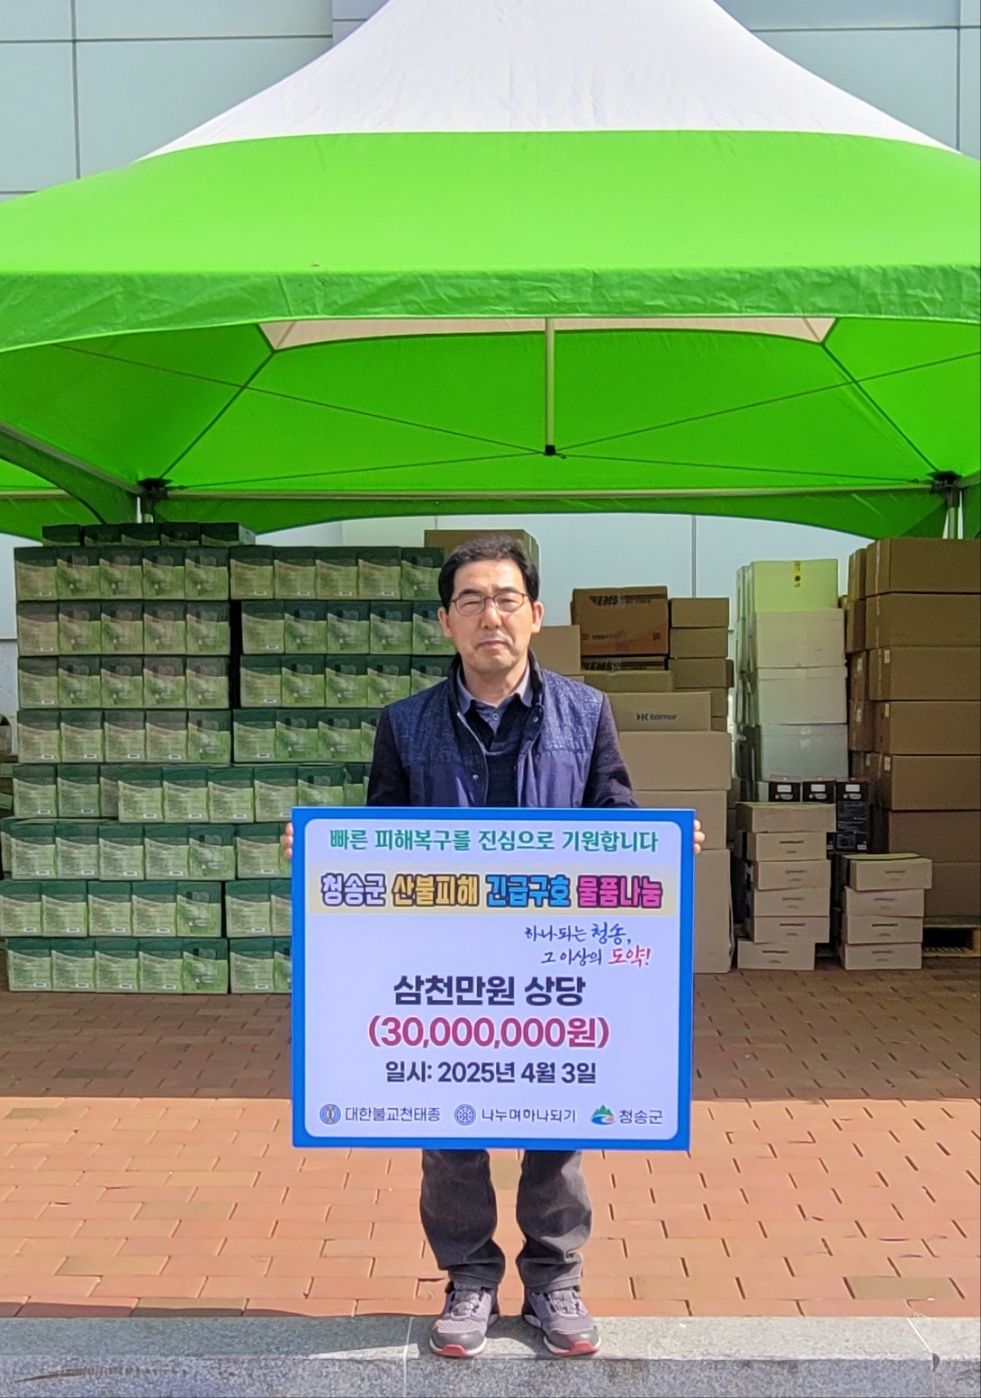 빠른 피해복구를 진심으로 기원합니다
청송군 산불피해 긴급구호 물품나눔
하나되는 청송,
그 이상의 도약!
삼천만원 상당
(30,000,000원)
일시: 2025년 4월 3일
대한불교천태종 나누며하나되기 청송군
EMS